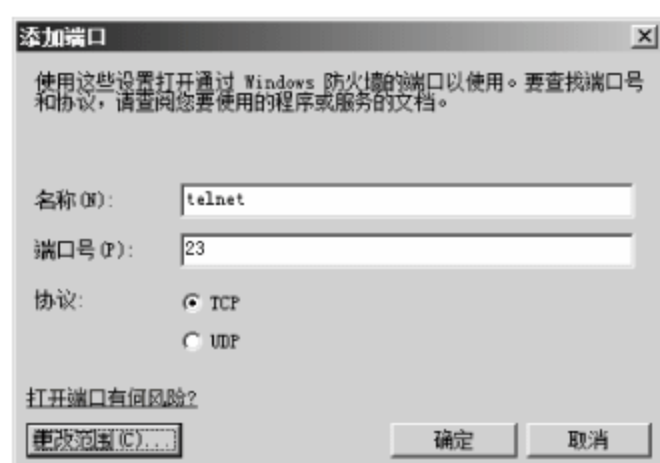 添加端口
使用这些设置打开通过 Windows 防火墙的端口以使用。要查找端口号
和协议，请查阅您要使用的程序或服务的文档。
名称(N): telnet
端口号(P): 23
协议: TCP
UDP
打开端口有何风险?
更改范围(C)... 确定 取消